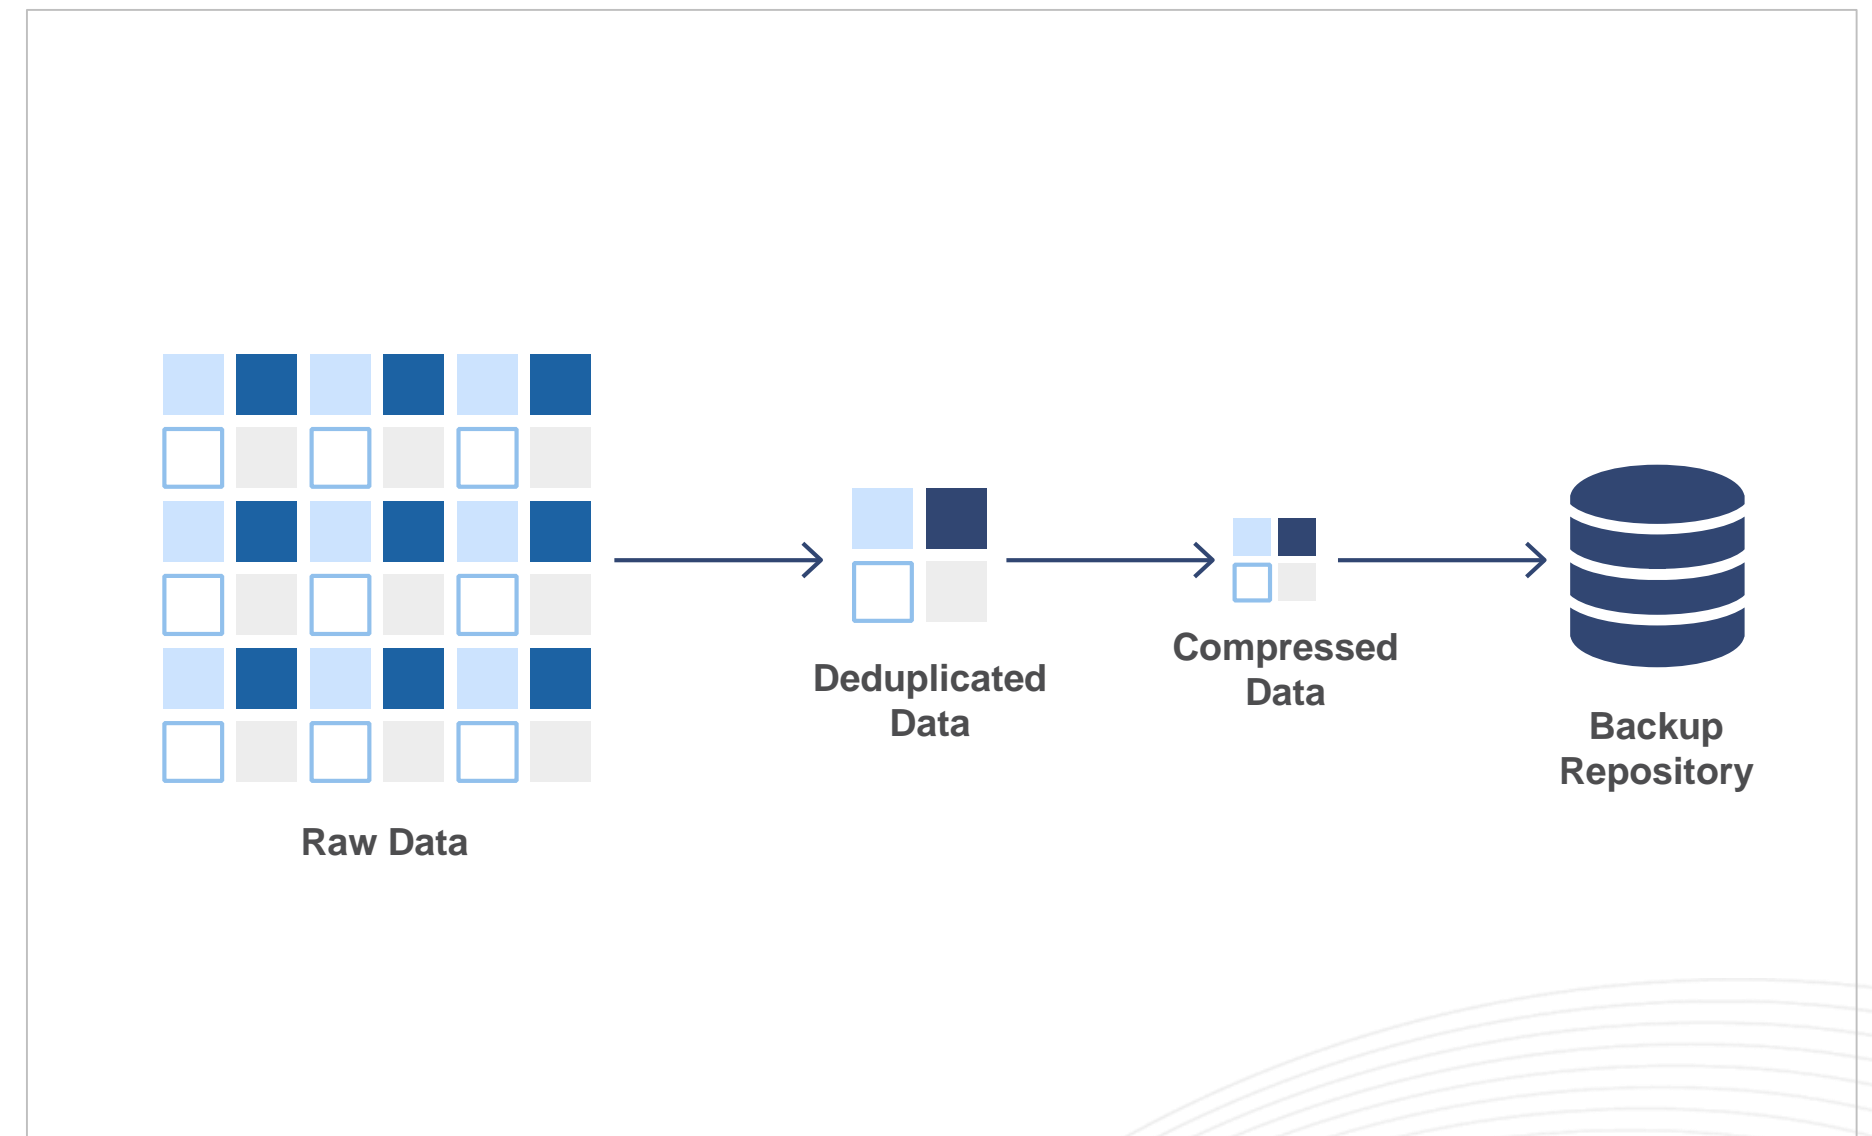 Raw Data
Deduplicated
Data
Compressed
Data
Backup
Repository